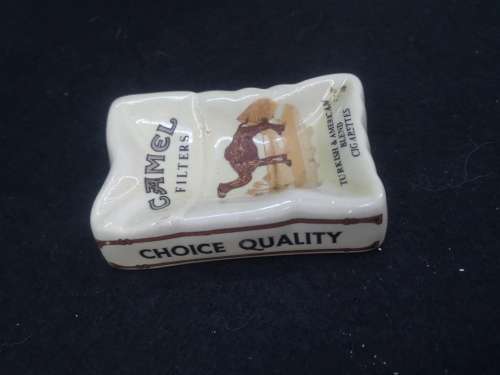 CAMEL
FILTERS
TURKISH & AMERICAN
BLEND
CIGARETTES
CHOICE QUALITY